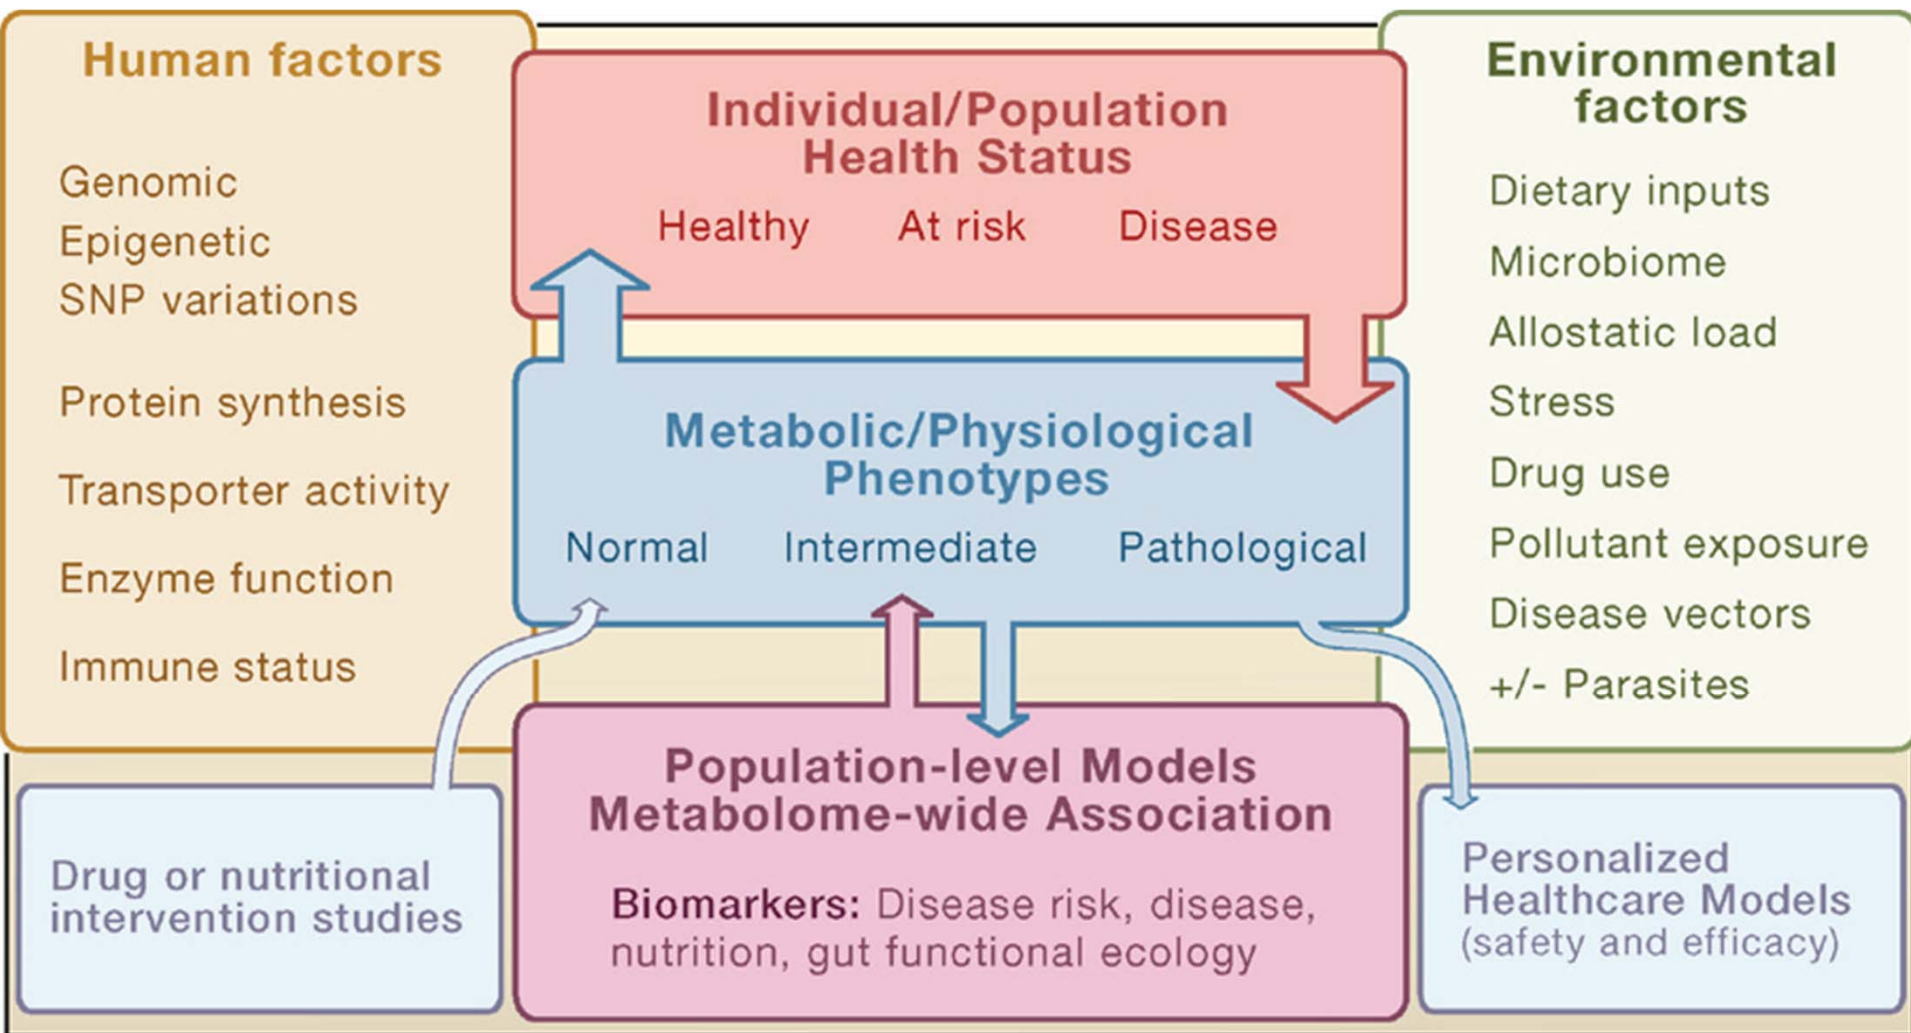 Human factors
Genomic
Epigenetic
SNP variations
Protein synthesis
Transporter activity
Enzyme function
Immune status
Individual/Population
Health Status
Healthy At risk Disease
Metabolic/Physiological
Phenotypes
Normal Intermediate Pathological
Environmental
factors
Dietary inputs
Microbiome
Allostatic load
Stress
Drug use
Pollutant exposure
Disease vectors
+/- Parasites
Drug or nutritional
intervention studies
Population-level Models
Metabolome-wide Association
Biomarkers: Disease risk, disease,
nutrition, gut functional ecology
Personalized
Healthcare Models
(safety and efficacy)